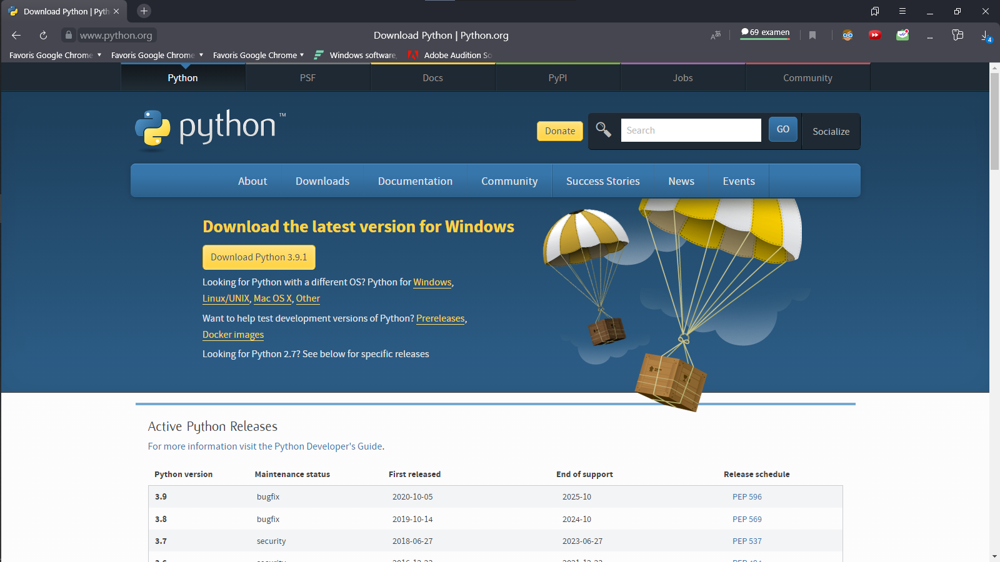 Download Python | Pyth
www.python.org
Download Python | Python.org
69 examen
...
4
Favoris Google Chrome
Favoris Google Chrome
Favoris Google Chrome
Windows software,
Adobe Audition So
Python
PSF
Docs
PyPI
Jobs
Community
python™
Donate
Search
GO
Socialize
About
Downloads
Documentation
Community
Success Stories
News
Events
Download the latest version for Windows
Download Python 3.9.1
Looking for Python with a different OS? Python for Windows,
Linux/UNIX, Mac OS X, Other
Want to help test development versions of Python? Prereleases,
Docker images
Looking for Python 2.7? See below for specific releases
Active Python Releases
For more information visit the Python Developer's Guide.
Python version Maintenance status First released End of support Release schedule
3.9 bugfix 2020-10-05 2025-10 PEP 596
3.8 bugfix 2019-10-14 2024-10 PEP 569
3.7 security 2018-06-27 2023-06-27 PEP 537